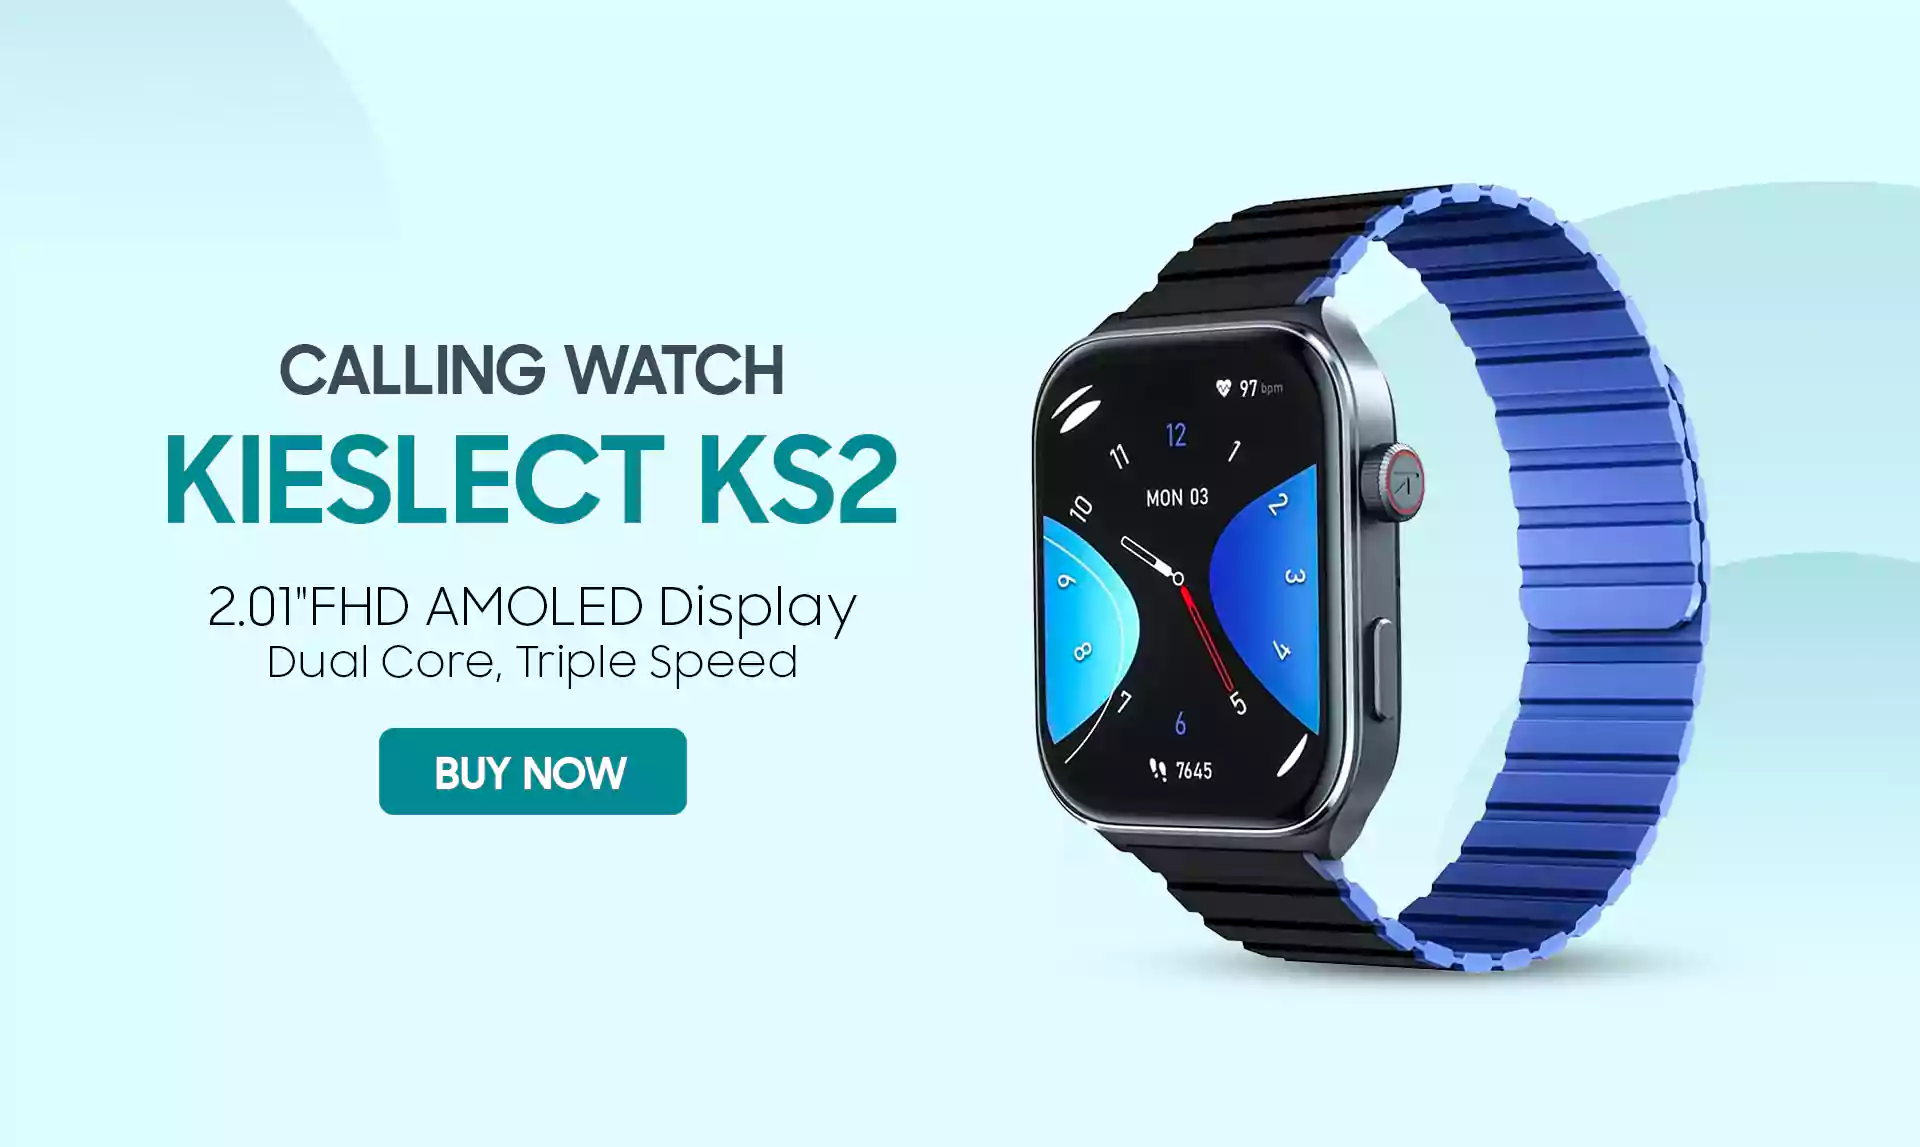 CALLING WATCH
KIESLECT KS2
2.01"FHD AMOLED Display
Dual Core, Triple Speed
BUY NOW
97 bpm
12
11
1
10
MON 03
2
9
3
8
4
7
5
6
7645